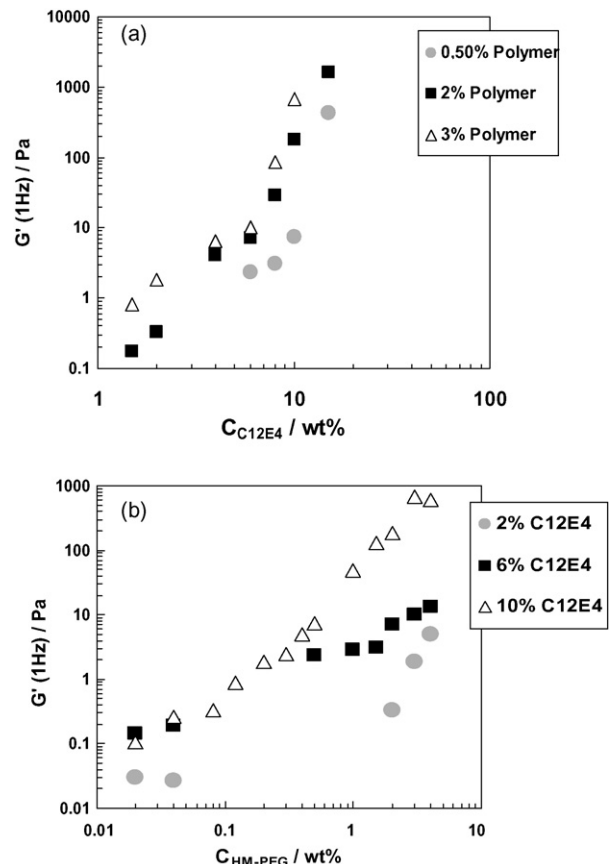 (a)
G' (1Hz) / Pa
10000
1000
100
10
1
0.1
1
10
100
C C12E4 / wt%
0,50% Polymer
2% Polymer
3% Polymer
(b)
G' (1Hz) / Pa
1000
100
10
1
0.1
0.01
0.01
0.1
1
10
C HM-PEG / wt%
2% C12E4
6% C12E4
10% C12E4